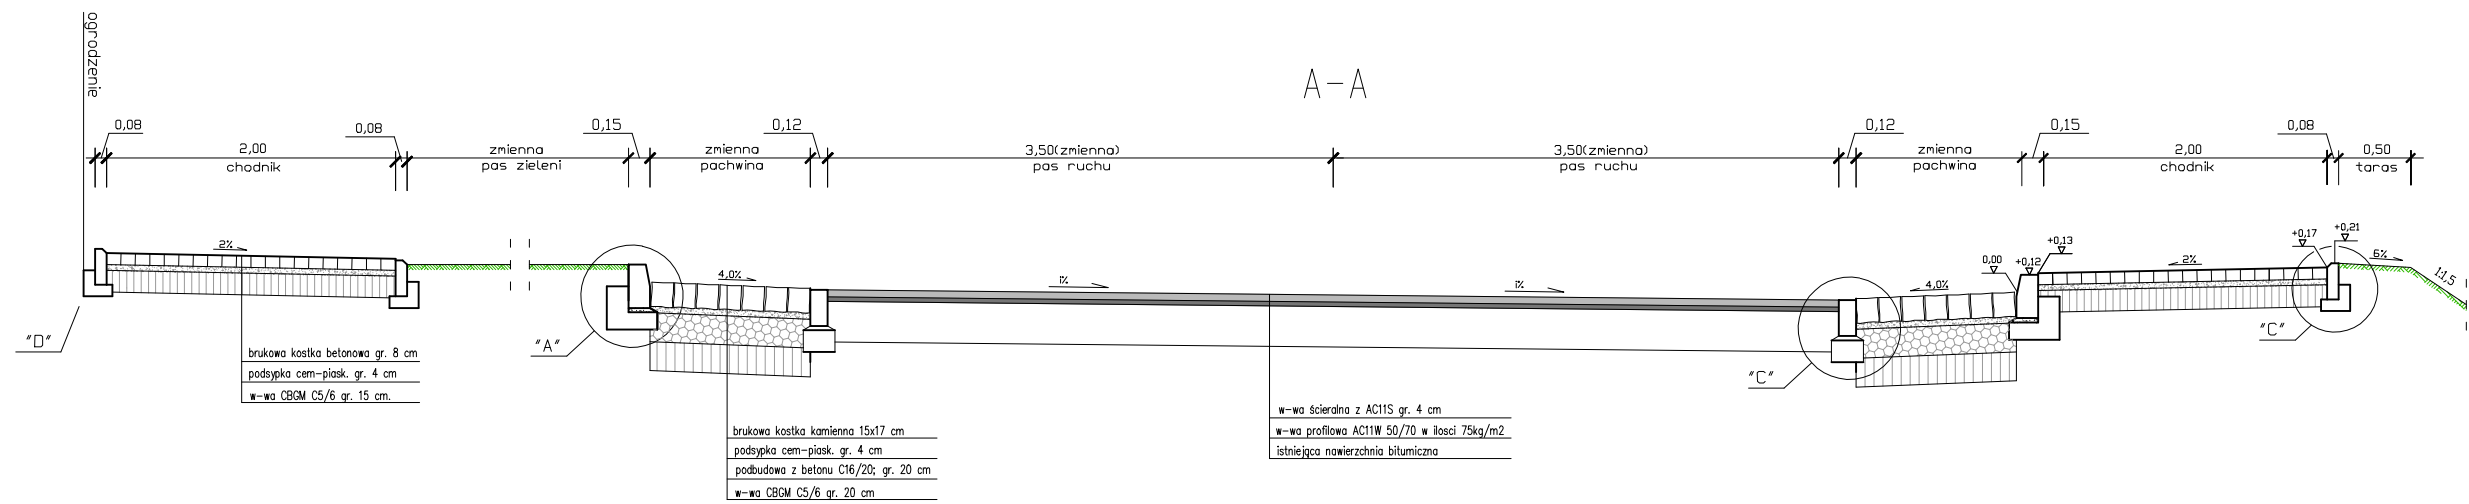 ogrodzenie
A-A
0,08
0,08
0,15
0,12
0,12
0,15
0,08
2,00
chodnik
zmienna
pas zieleni
zmienna
pachwina
3,50(zmienna)
pas ruchu
3,50(zmienna)
pas ruchu
zmienna
pachwina
2,00
chodnik
0,50
taras
2%
4,0%
i%
i%
4,0%
0,00
+0,12
+0,13
2%
+0,17
+0,21
6%
1:1,5
"D"
"A"
"C"
"C"
brukowa kostka betonowa gr. 8 cm
podsypka cem-piask. gr. 4 cm
w-wa CBGM C5/6 gr. 15 cm.
brukowa kostka kamienna 15x17 cm
podsypka cem-piask. gr. 4 cm
podbudowa z betonu C16/20; gr. 20 cm
w-wa CBGM C5/6 gr. 20 cm
w-wa ścieralna z AC11S gr. 4 cm
w-wa profilowa AC11W 50/70 w ilosci 75kg/m2
istniejąca nawierzchnia bitumiczna